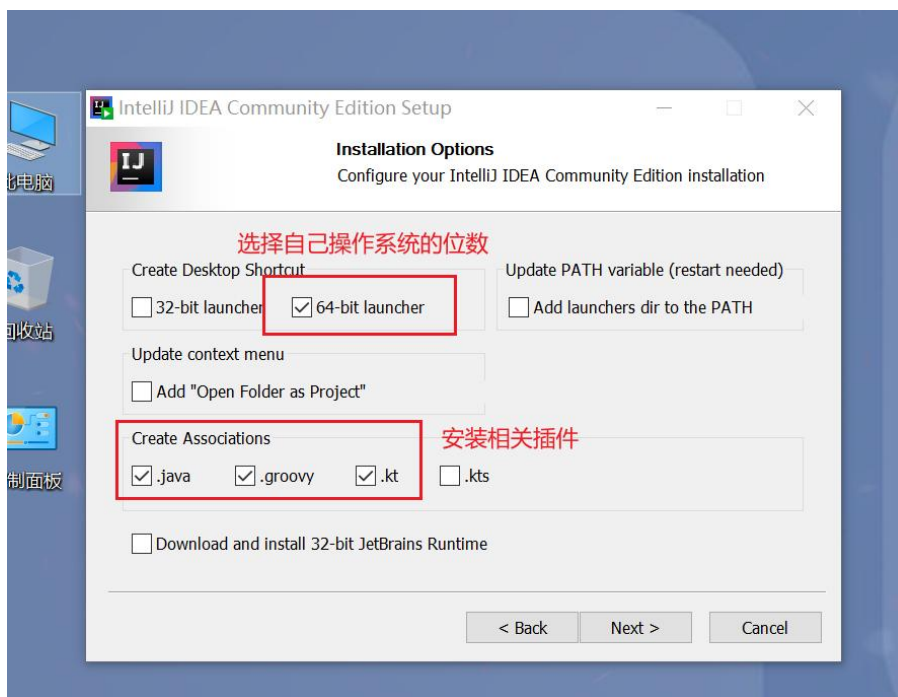 IntelliJ IDEA Community Edition Setup
IJ
Installation Options
Configure your IntelliJ IDEA Community Edition installation
此电脑
选择自己操作系统的位数
Create Desktop Shortcut
Update PATH variable (restart needed)
32-bit launcher
64-bit launcher
Add launchers dir to the PATH
回收站
Update context menu
Add "Open Folder as Project"
Create Associations
安装相关插件
.java
.groovy
.kt
.kts
制面板
Download and install 32-bit JetBrains Runtime
< Back
Next >
Cancel